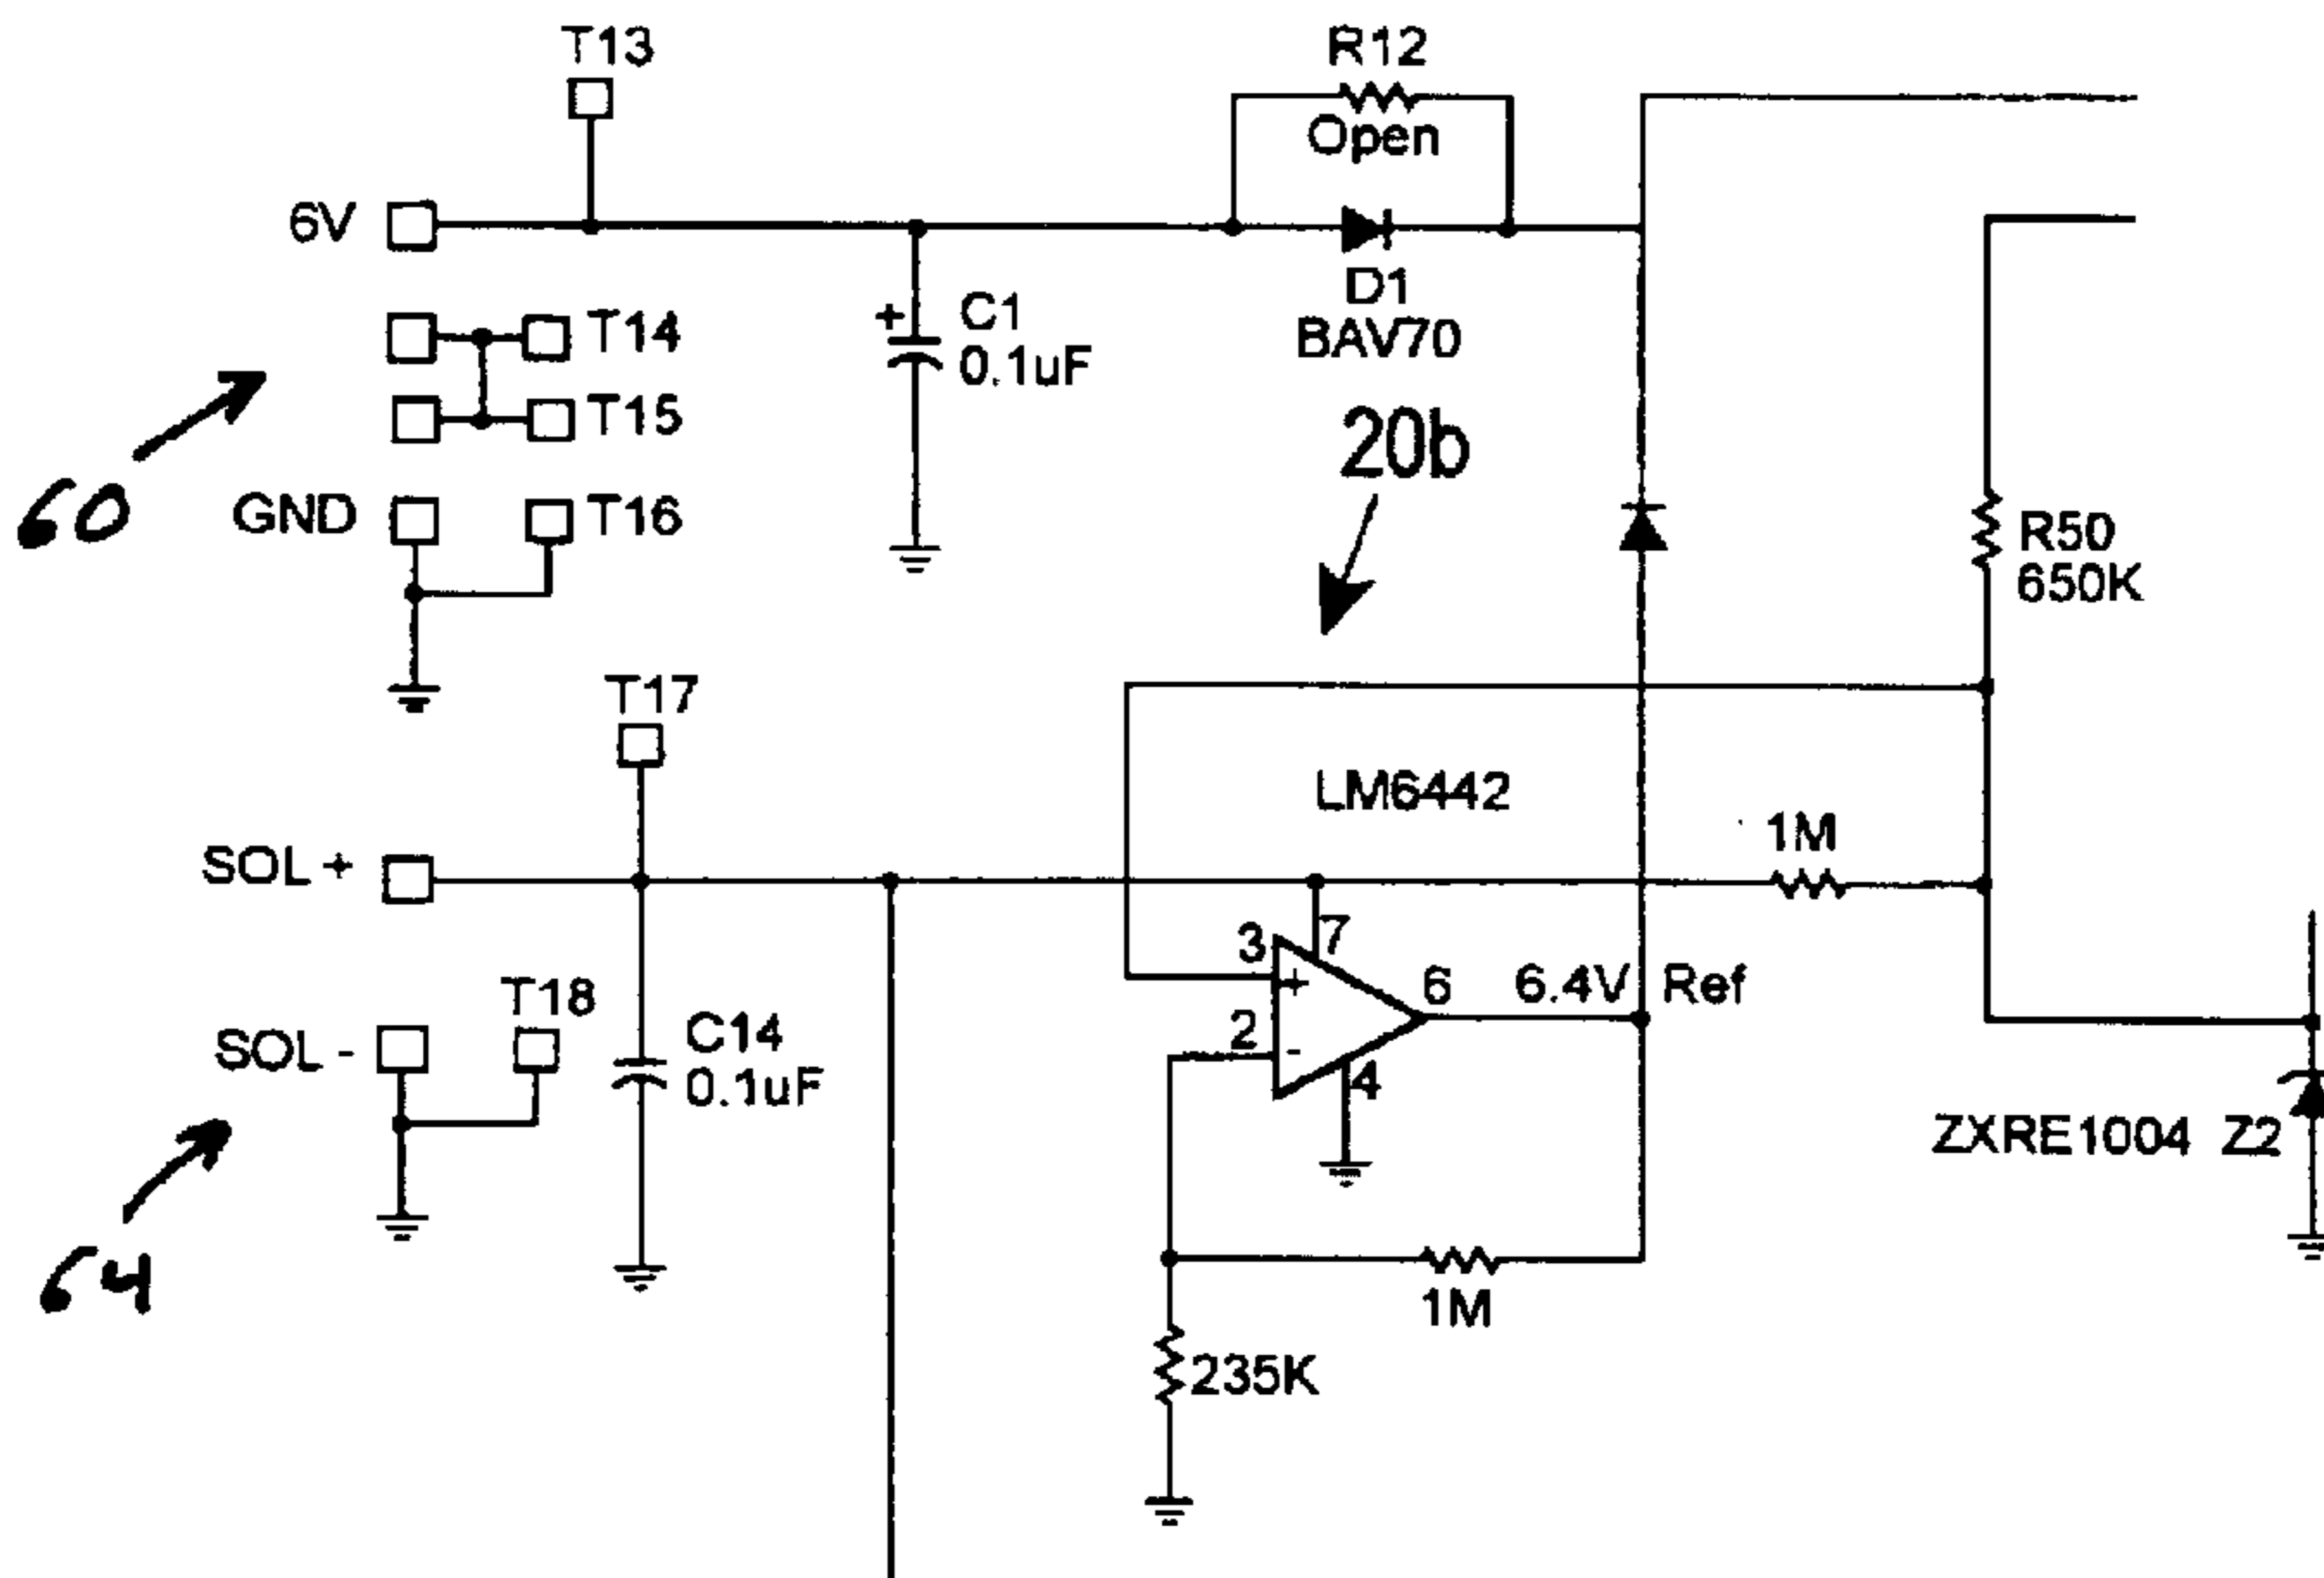 T13
R12
Open
6V
D1
BAV70
C1
0.1uF
T14
T15
20b
60
GND
T16
R50
650K
T17
LM6442
1M
SOL +
3
7
+
6
6.4V Ref
2
-
4
T18
SOL -
C14
0.1uF
ZXRE1004 Z2
64
1M
235K
+